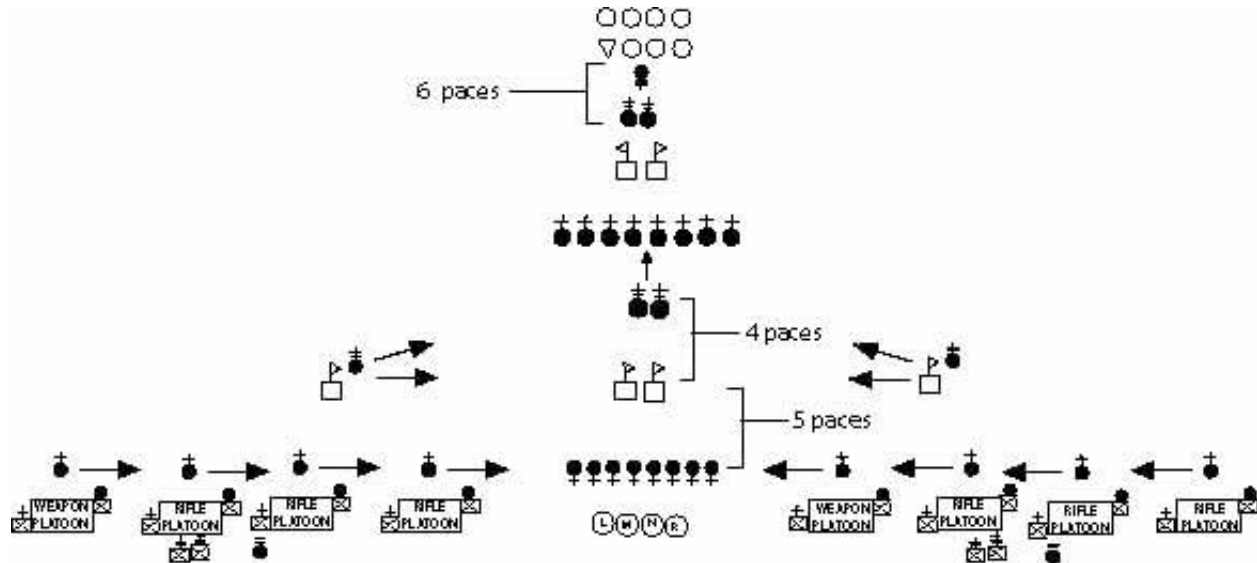 6 paces
4 paces
5 paces
WEAPON
PLATOON
RIFLE
PLATOON
RIFLE
PLATOON
RIFLE
PLATOON
L M N R
WEAPON
PLATOON
RIFLE
PLATOON
RIFLE
PLATOON
RIFLE
PLATOON